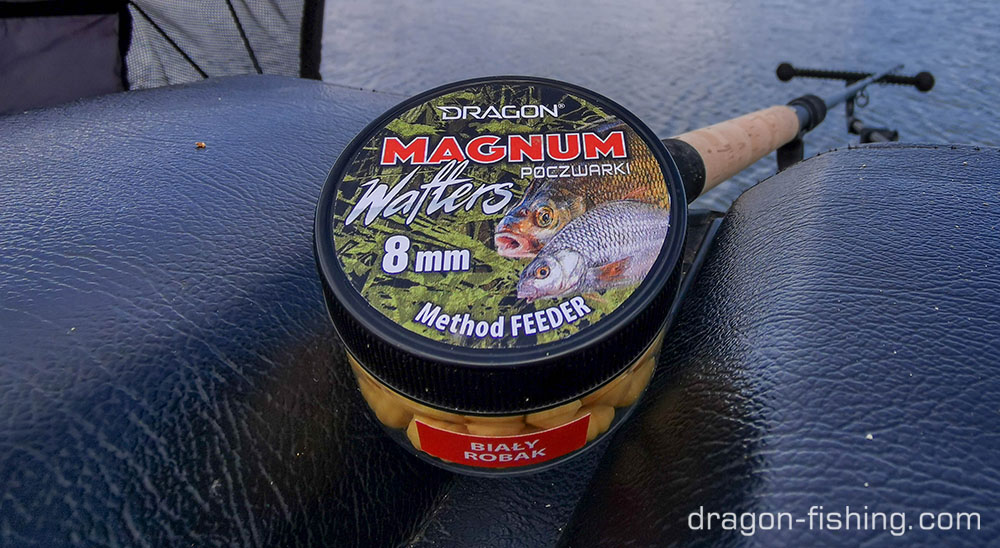 DRAGON®
MAGNUM
POCZWARKI
Wafters
8 mm
Method FEEDER
BIAŁY
ROBAK
dragon-fishing.com